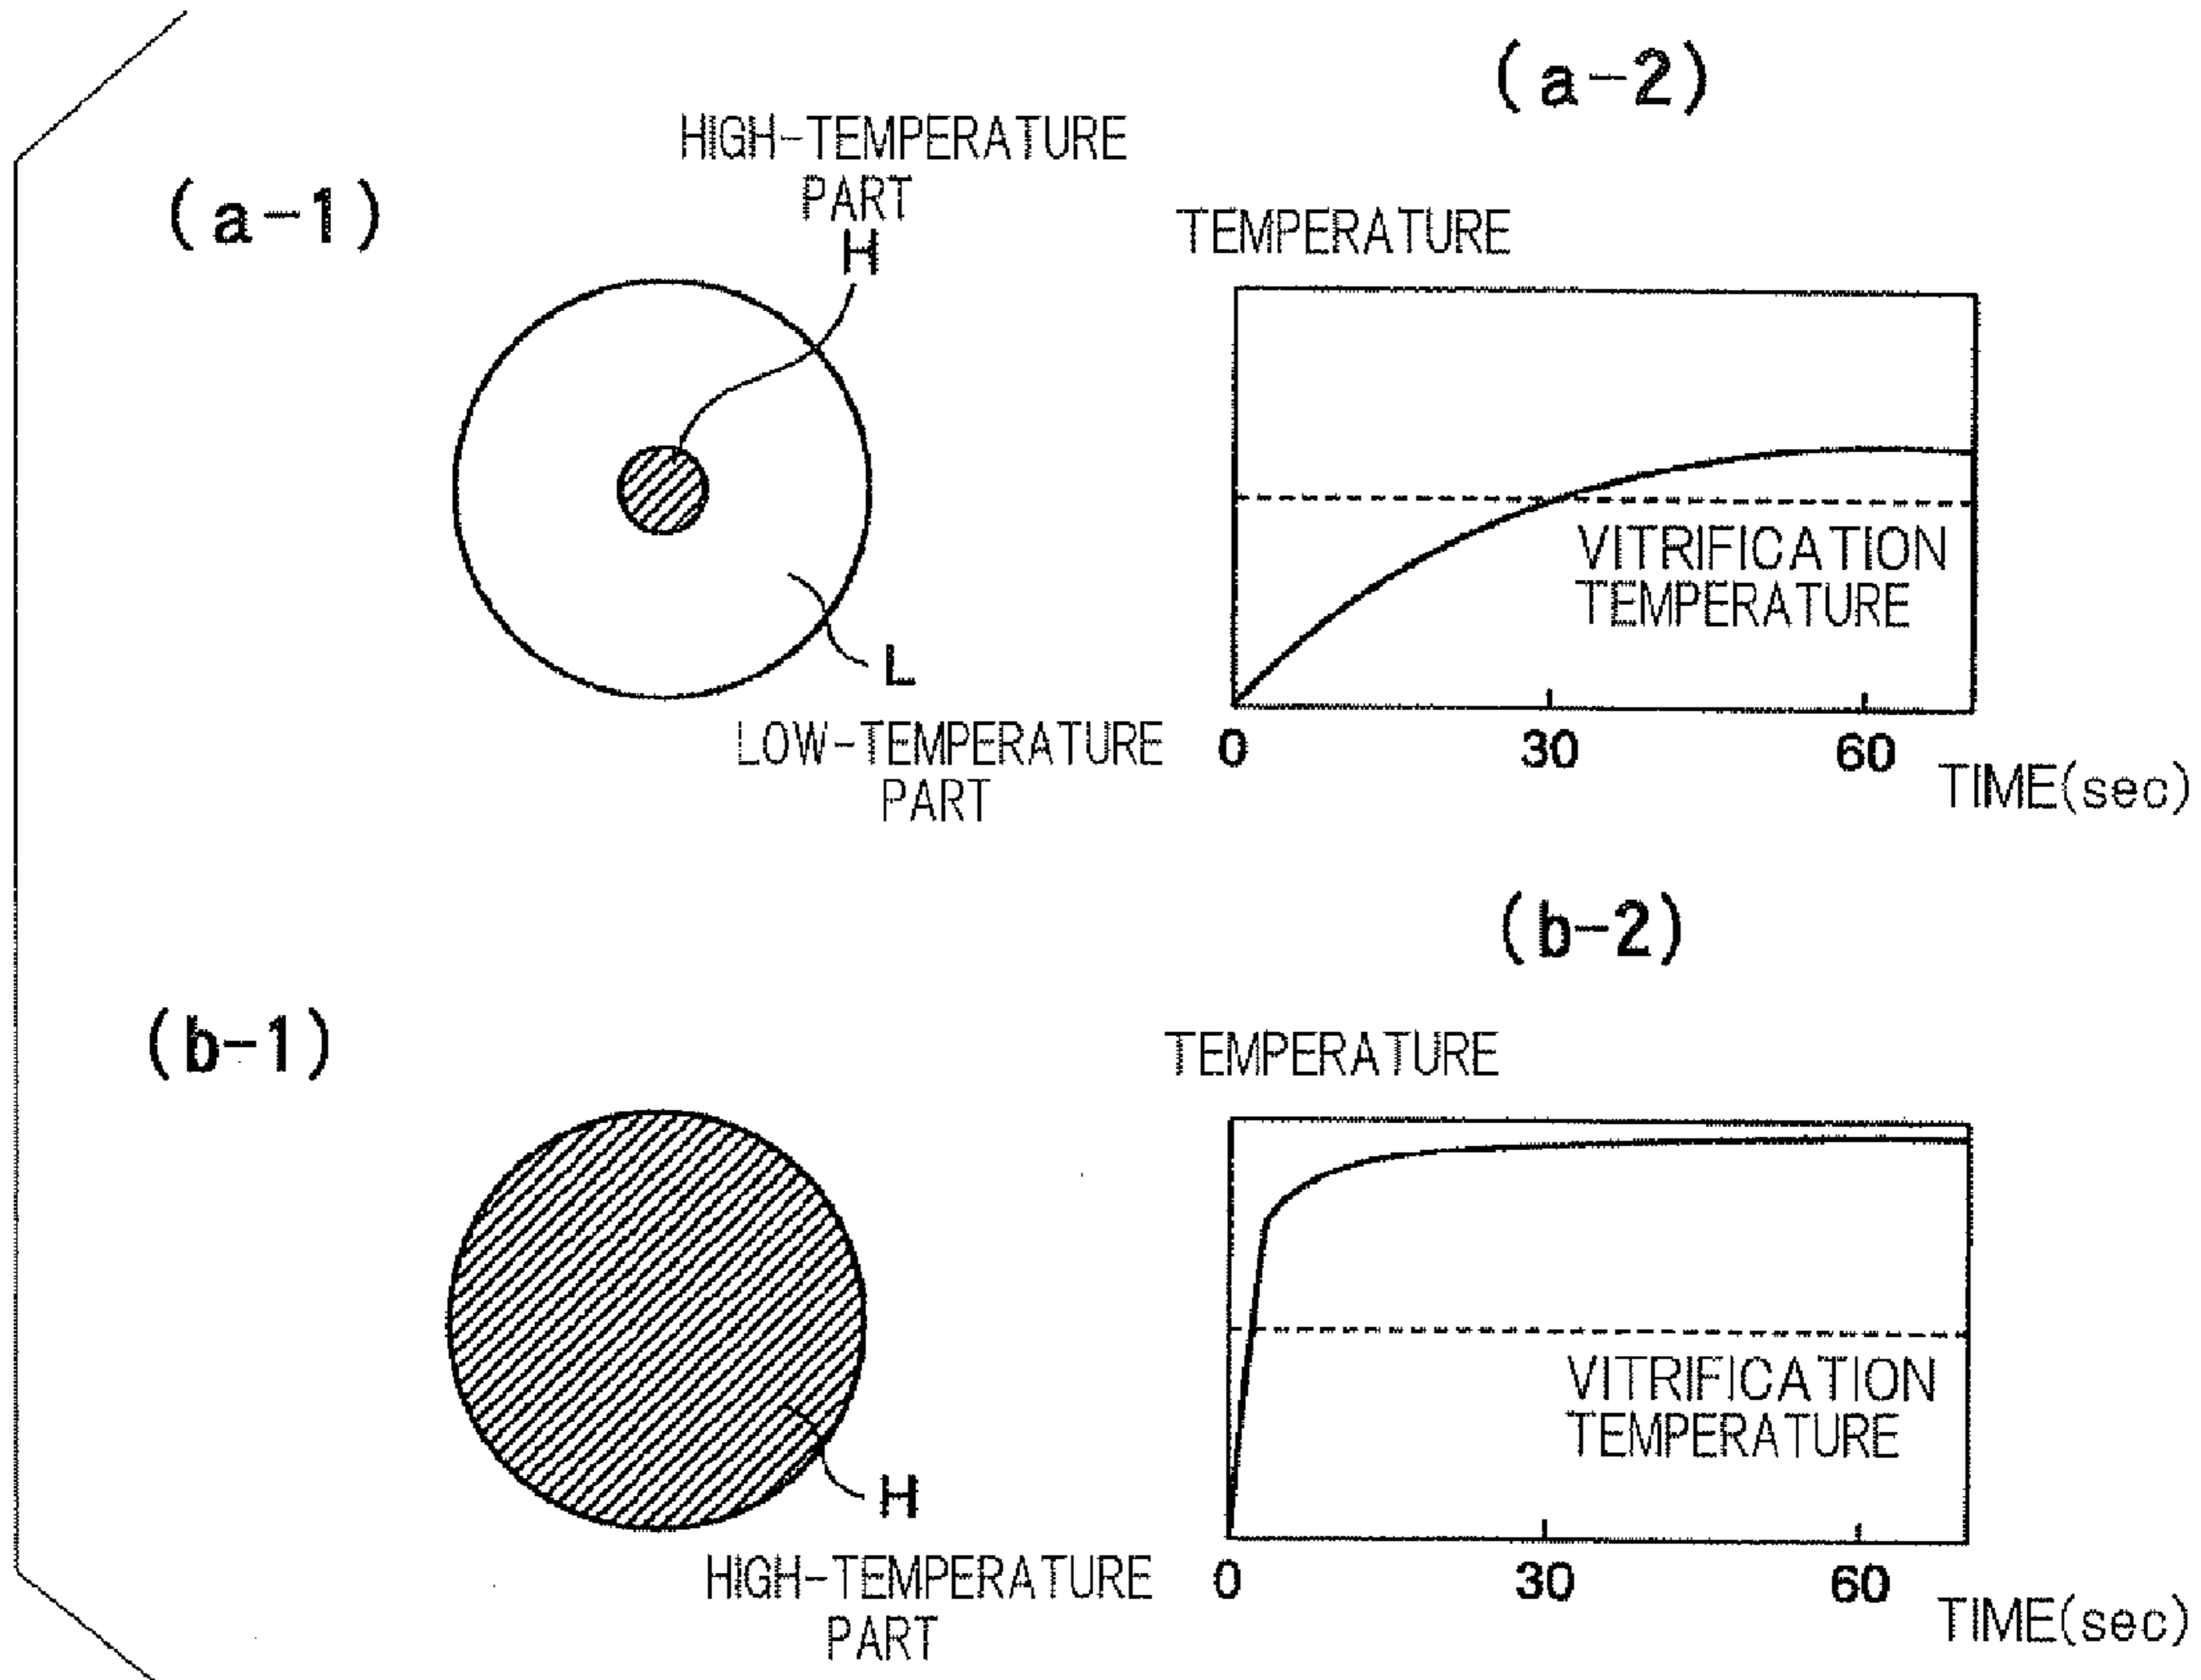 (a-1)
HIGH-TEMPERATURE
PART
H
L
LOW-TEMPERATURE
PART
(a-2)
TEMPERATURE
VITRIFICATION
TEMPERATURE
0 30 60
TIME(sec)
(b-1)
H
HIGH-TEMPERATURE
PART
(b-2)
TEMPERATURE
VITRIFICATION
TEMPERATURE
0 30 60
TIME(sec)